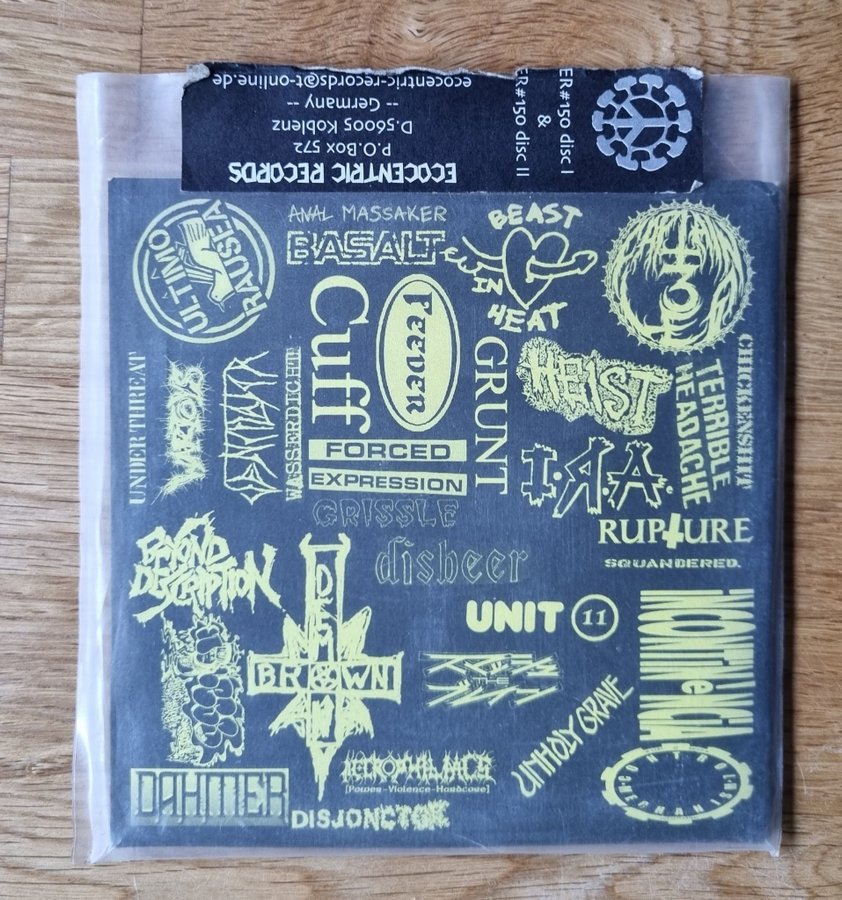 ECOCENTRIC RECORDS
P.O.Box 572
D.56005 Koblenz
-- Germany --
ecocentric-records@t-online.de
ER#150 disc I
&
ER#150 disc II
ULTIMO
RAUSEA
ANAL MASSAKER
BASALT
BEAST
IN
HEAT
Cuff
Feeder
GRUNT
HEIST
CHICKENSHIT
TERRIBLE
HEADACHE
UNDER THREAT
FORCED
EXPRESSION
I.R.A.
GRISSLE
RUPTURE
SQUANDERED.
BEYOND
DESCRIPTION
disbeer
UNIT 11
DEMO
BROWN
INKONTINENCA
UNHOLY GRAVE
DAHMER
[Power-Violence-Hardcore]
DISJONCTOR